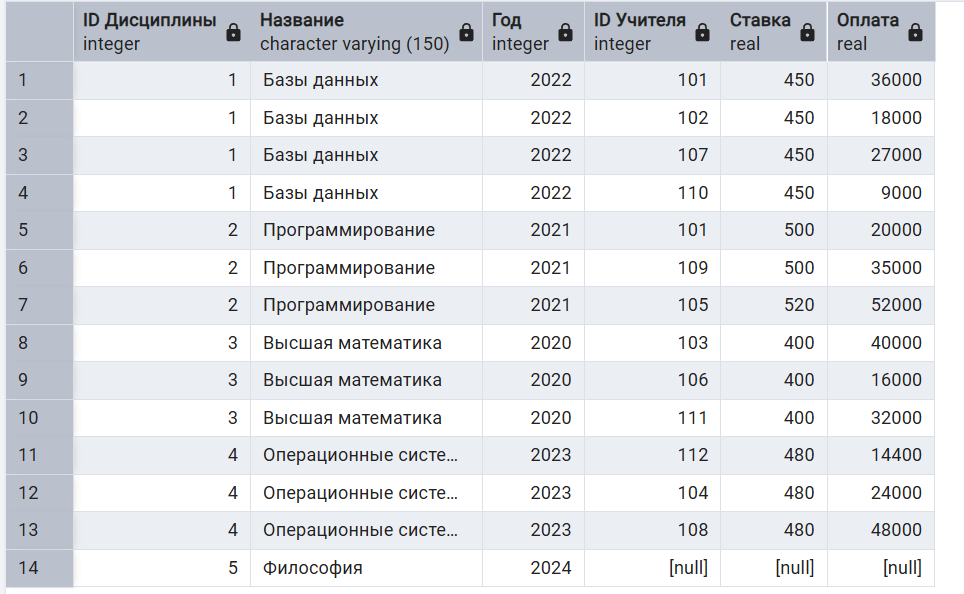 ID Дисциплины Название Год ID Учителя Ставка Оплата
integer character varying (150) integer integer real real
1 1 Базы данных 2022 101 450 36000
2 1 Базы данных 2022 102 450 18000
3 1 Базы данных 2022 107 450 27000
4 1 Базы данных 2022 110 450 9000
5 2 Программирование 2021 101 500 20000
6 2 Программирование 2021 109 500 35000
7 2 Программирование 2021 105 520 52000
8 3 Высшая математика 2020 103 400 40000
9 3 Высшая математика 2020 106 400 16000
10 3 Высшая математика 2020 111 400 32000
11 4 Операционные систе... 2023 112 480 14400
12 4 Операционные систе... 2023 104 480 24000
13 4 Операционные систе... 2023 108 480 48000
14 5 Философия 2024 [null] [null] [null]